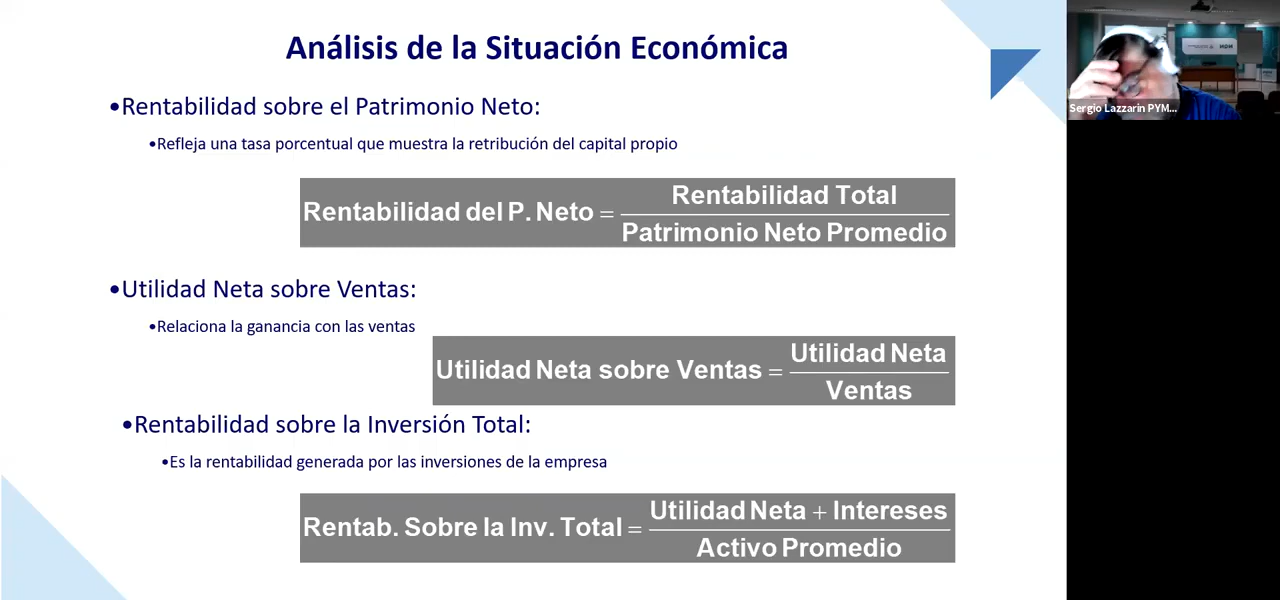 Análisis de la Situación Económica
•Rentabilidad sobre el Patrimonio Neto:
•Refleja una tasa porcentual que muestra la retribución del capital propio
Rentabilidad del P. Neto = Rentabilidad Total
Patrimonio Neto Promedio
•Utilidad Neta sobre Ventas:
•Relaciona la ganancia con las ventas
Utilidad Neta sobre Ventas = Utilidad Neta
Ventas
•Rentabilidad sobre la Inversión Total:
•Es la rentabilidad generada por las inversiones de la empresa
Rentab. Sobre la Inv. Total = Utilidad Neta + Intereses
Activo Promedio
Sergio Lazzarin PYM...